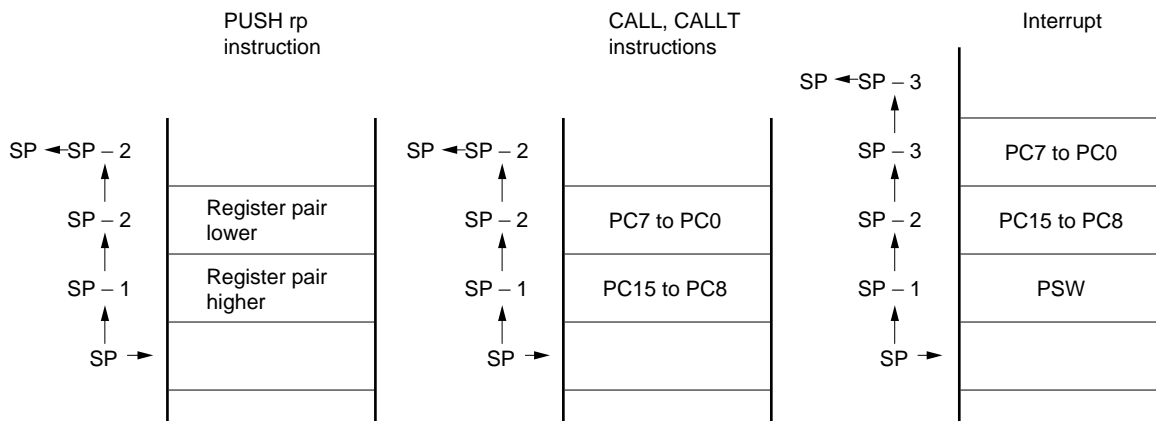 PUSH rp
instruction
SP SP – 2
SP – 2
Register pair
lower
SP – 1
Register pair
higher
SP
CALL, CALLT
instructions
SP SP – 2
SP – 2
PC7 to PC0
SP – 1
PC15 to PC8
SP
Interrupt
SP SP – 3
SP – 3
PC7 to PC0
SP – 2
PC15 to PC8
SP – 1
PSW
SP